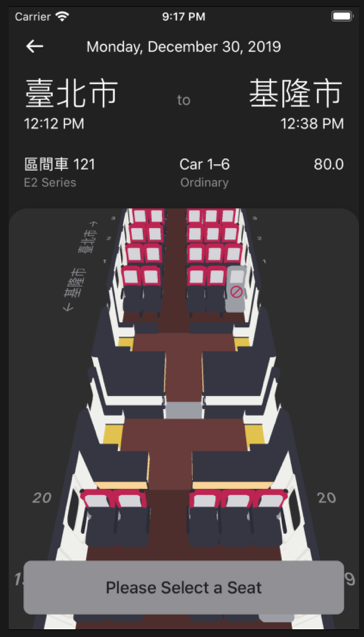 Carrier 9:17 PM
Monday, December 30, 2019
臺北市 to 基隆市
12:12 PM 12:38 PM
區間車 121 Car 1–6 80.0
E2 Series Ordinary
臺北市 →
← 基隆市
20 20
Please Select a Seat